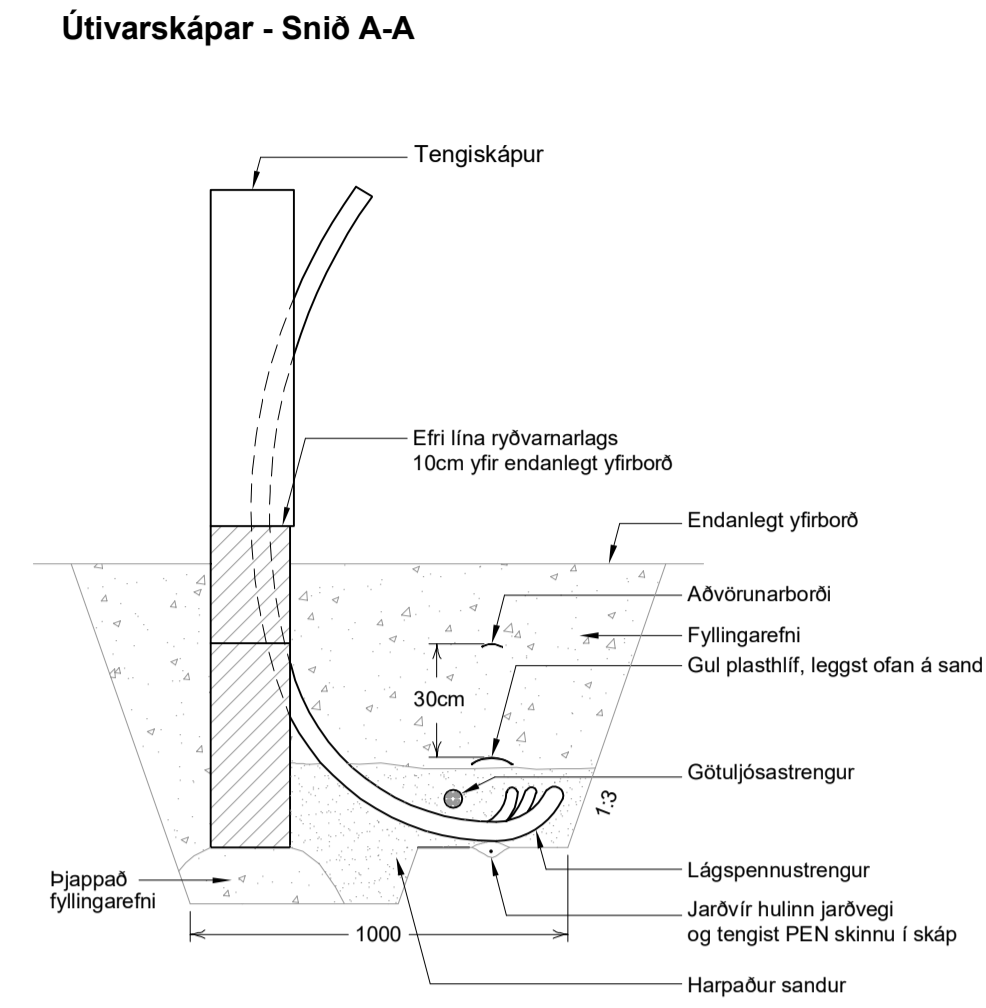 Útivarskápar - Snið A-A
Tengiskápur
Efri lína ryðvarnarlags
10cm yfir endanlegt yfirborð
Endanlegt yfirborð
Aðvörunarborði
Fyllingarefni
Gul plasthlíf, leggst ofan á sand
30cm
Götuljósastrengur
1:3
Lágspennustrengur
Þjappað
fyllingarefni
Jarðvír hulinn jarðvegi
og tengist PEN skinnu í skáp
1000
Harpaður sandur